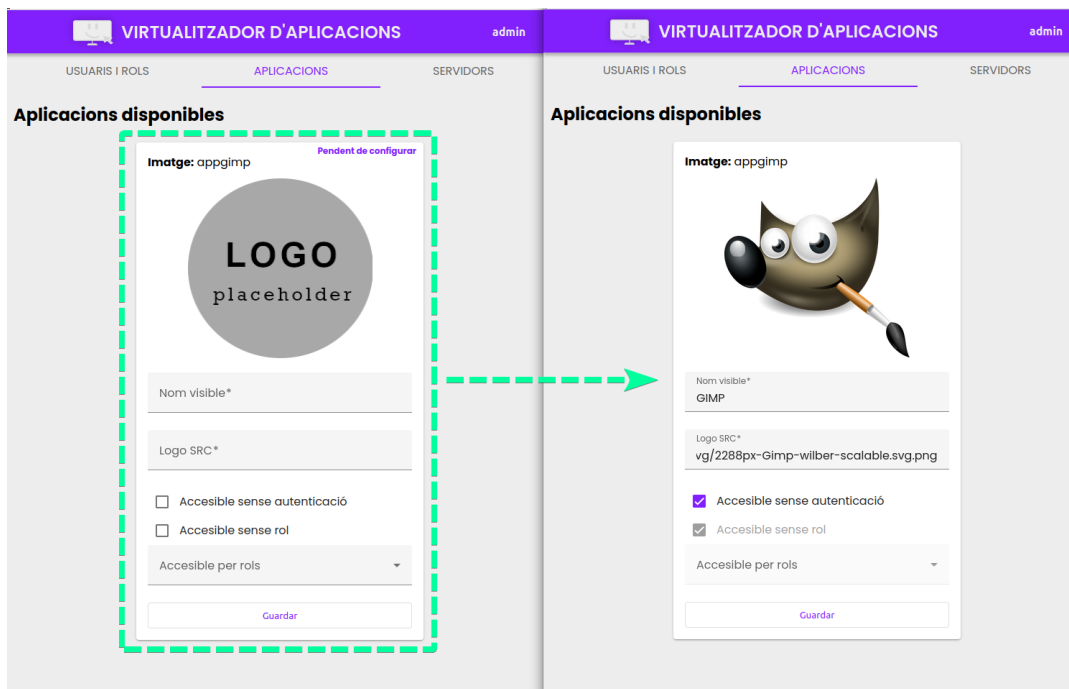 VIRTUALITZADOR D'APLICACIONS
admin
USUARIS I ROLS
APLICACIONS
SERVIDORS
Aplicacions disponibles
Pendent de configurar
Imatge: appgimp
LOGO
placeholder
Nom visible*
Logo SRC*
Accesible sense autenticació
Accesible sense rol
Accesible per rols
Guardar
VIRTUALITZADOR D'APLICACIONS
admin
USUARIS I ROLS
APLICACIONS
SERVIDORS
Aplicacions disponibles
Imatge: appgimp
Nom visible*
GIMP
Logo SRC*
vg/2288px-Gimp-wilber-scalable.svg.png
Accesible sense autenticació
Accesible sense rol
Accesible per rols
Guardar